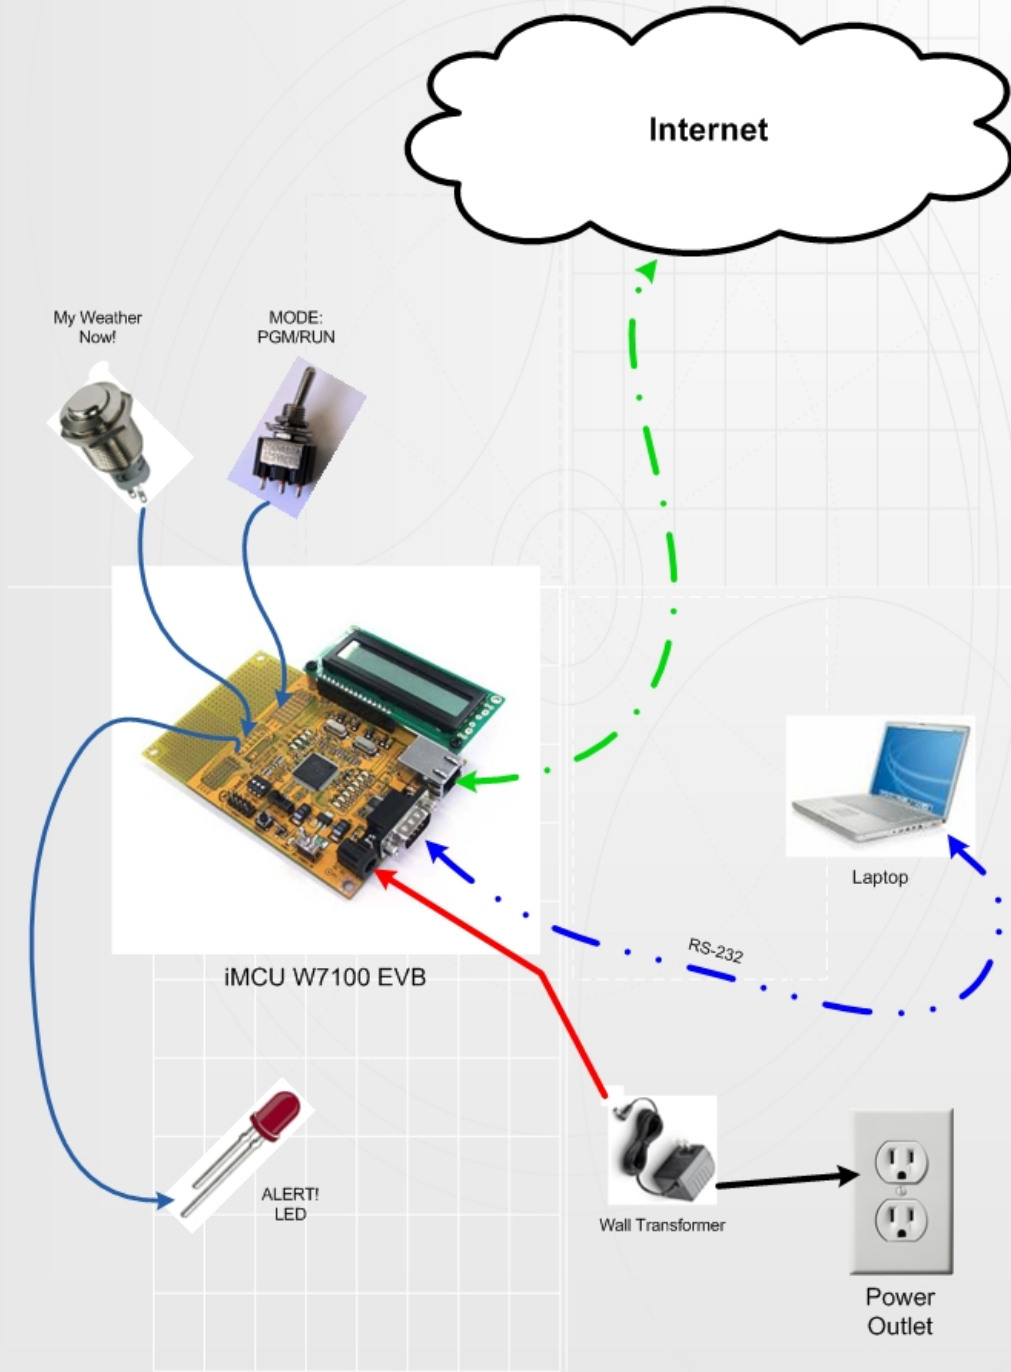 Internet
My Weather
Now!
MODE:
PGM/RUN
Laptop
RS-232
iMCU W7100 EVB
ALERT!
LED
Wall Transformer
Power
Outlet